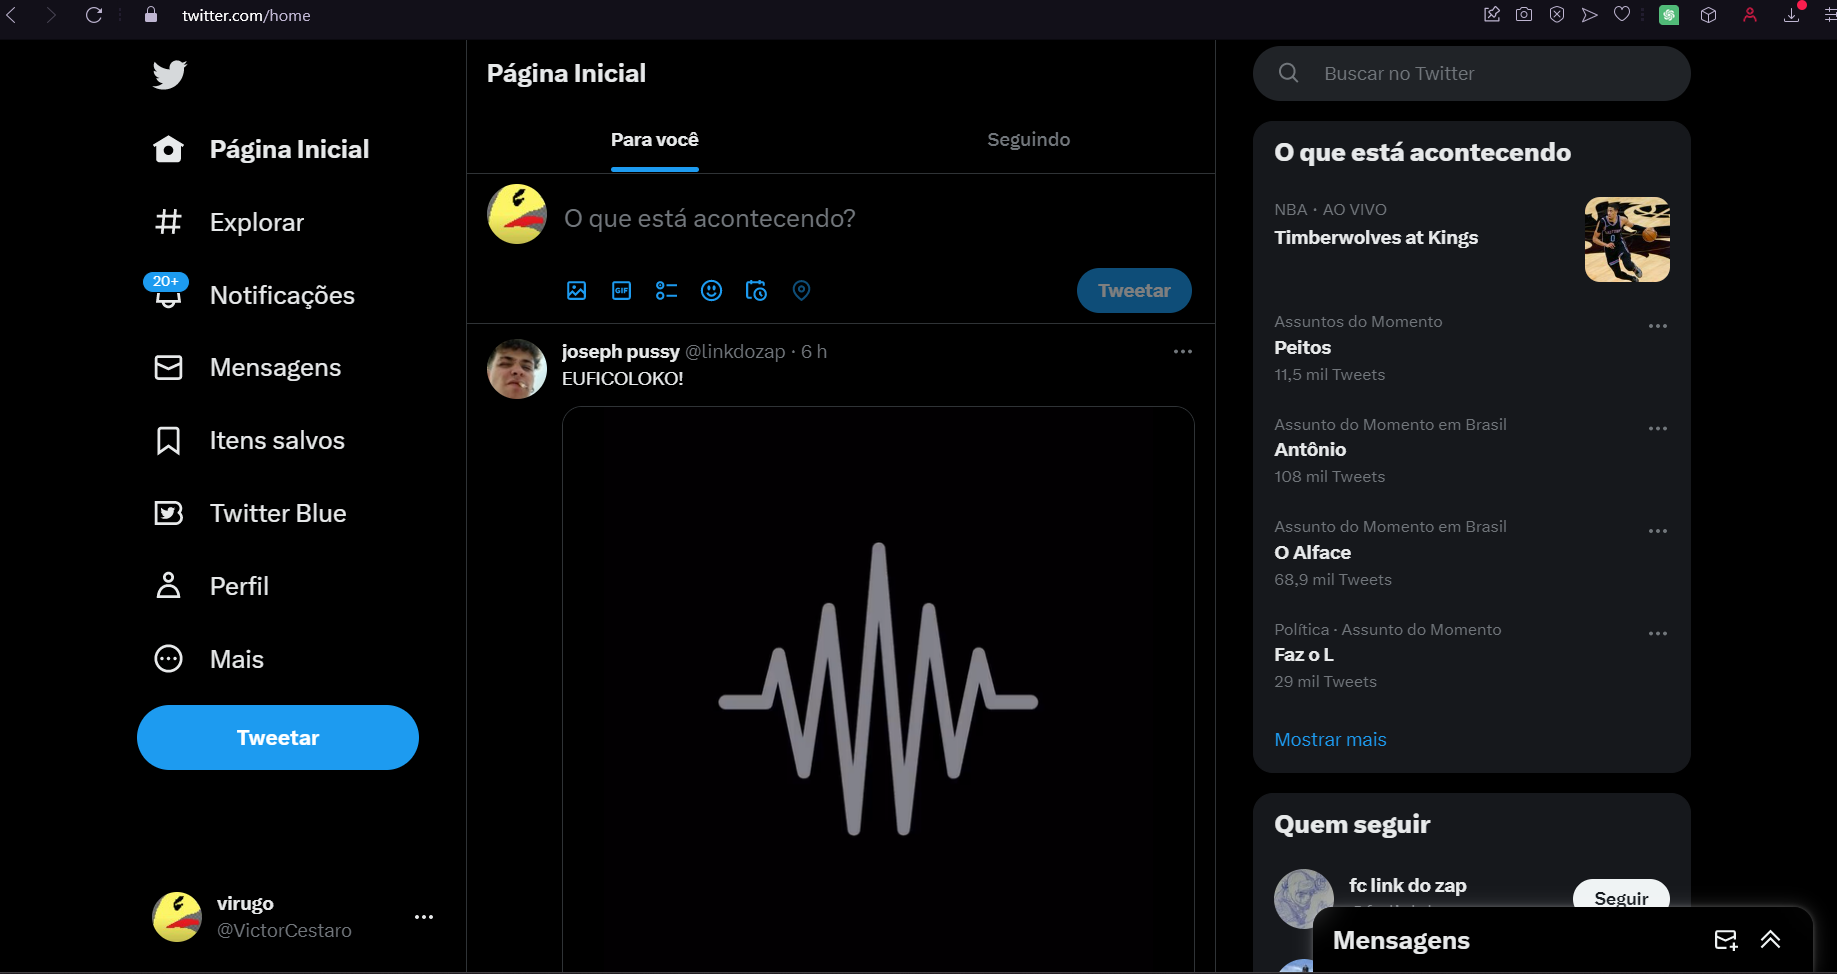 twitter.com/home
Página Inicial
Explorar
20+
Notificações
Mensagens
Itens salvos
Twitter Blue
Perfil
Mais
Tweetar
virugo
@VictorCestaro
Página Inicial
Para você
Seguindo
O que está acontecendo?
GIF
Tweetar
joseph pussy @linkdozap · 6 h
EUFICOLOKO!
Buscar no Twitter
O que está acontecendo
NBA · AO VIVO
Timberwolves at Kings
Assuntos do Momento
Peitos
11,5 mil Tweets
Assunto do Momento em Brasil
Antônio
108 mil Tweets
Assunto do Momento em Brasil
O Alface
68,9 mil Tweets
Política · Assunto do Momento
Faz o L
29 mil Tweets
Mostrar mais
Quem seguir
fc link do zap
Seguir
Mensagens